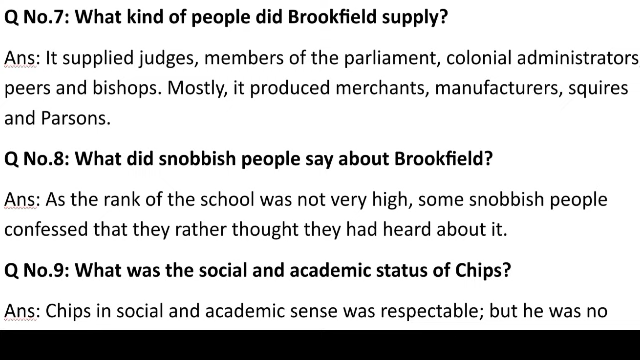 Q No.7: What kind of people did Brookfield supply?
Ans: It supplied judges, members of the parliament, colonial administrators
peers and bishops. Mostly, it produced merchants, manufacturers, squires
and Parsons.
Q No.8: What did snobbish people say about Brookfield?
Ans: As the rank of the school was not very high, some snobbish people
confessed that they rather thought they had heard about it.
Q No.9: What was the social and academic status of Chips?
Ans: Chips in social and academic sense was respectable; but he was no